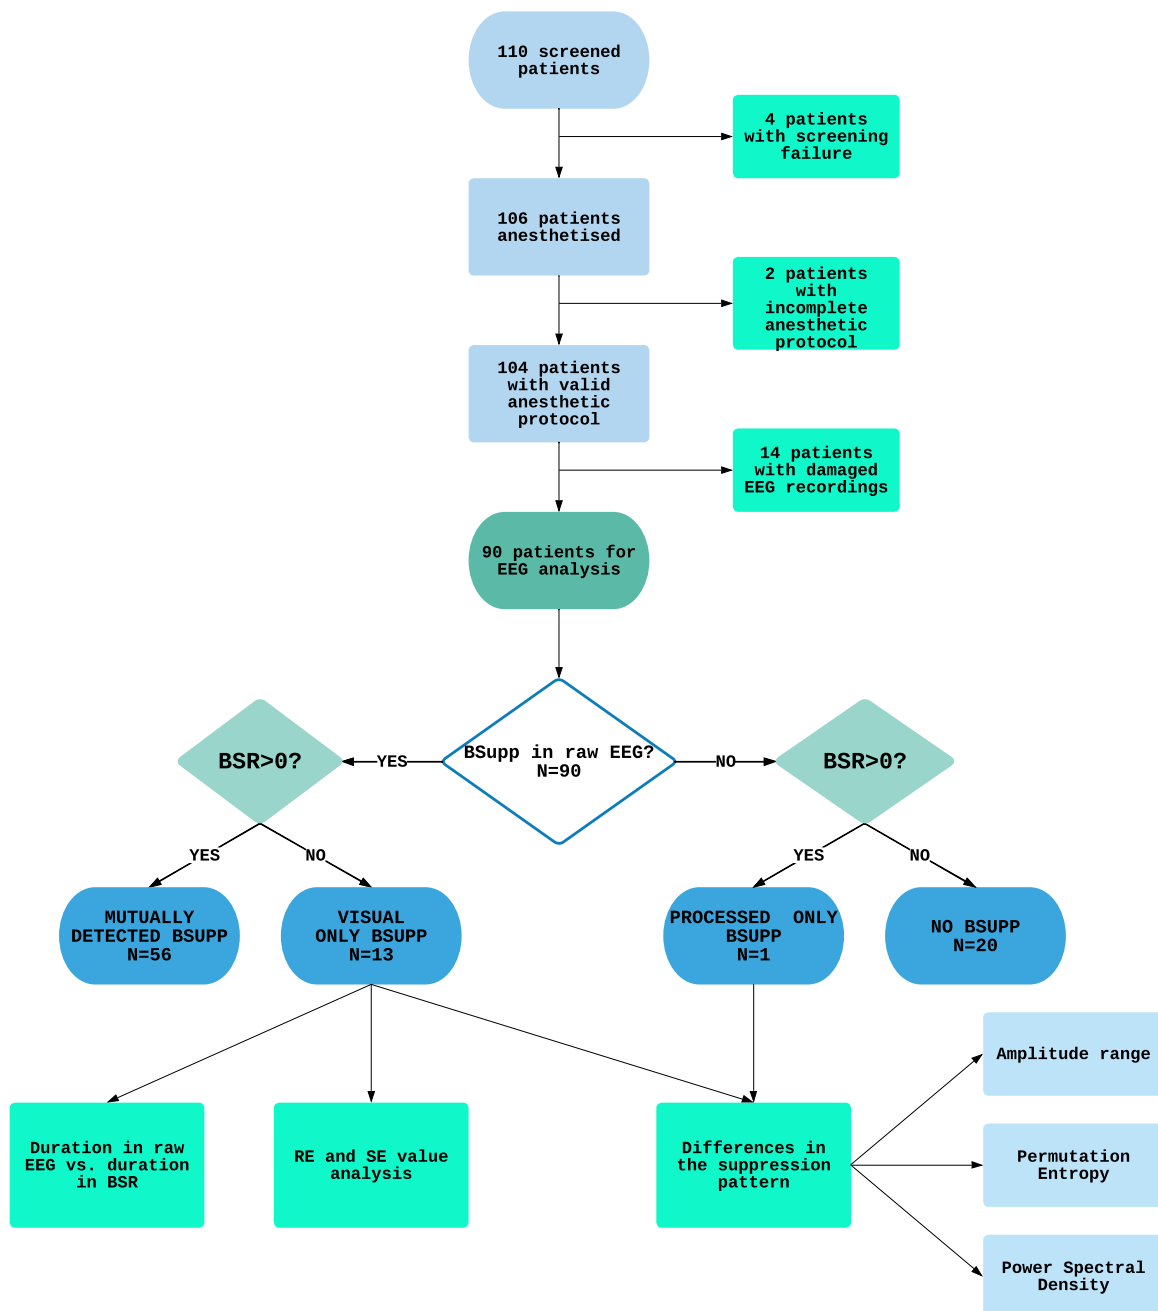 110 screened
patients
4 patients
with screening
failure
106 patients
anesthetised
2 patients
with
incomplete
anesthetic
protocol
104 patients
with valid
anesthetic
protocol
14 patients
with damaged
EEG recordings
90 patients for
EEG analysis
BSR>0?
YES
BSupp in raw EEG?
N=90
NO
BSR>0?
YES
NO
YES
NO
MUTUALLY
DETECTED BSUPP
N=56
VISUAL
ONLY BSUPP
N=13
PROCESSED  ONLY
BSUPP
N=1
NO BSUPP
N=20
Amplitude range
Duration in raw
EEG vs. duration
in BSR
RE and SE value
analysis
Differences in
the suppression
pattern
Permutation
Entropy
Power Spectral
Density